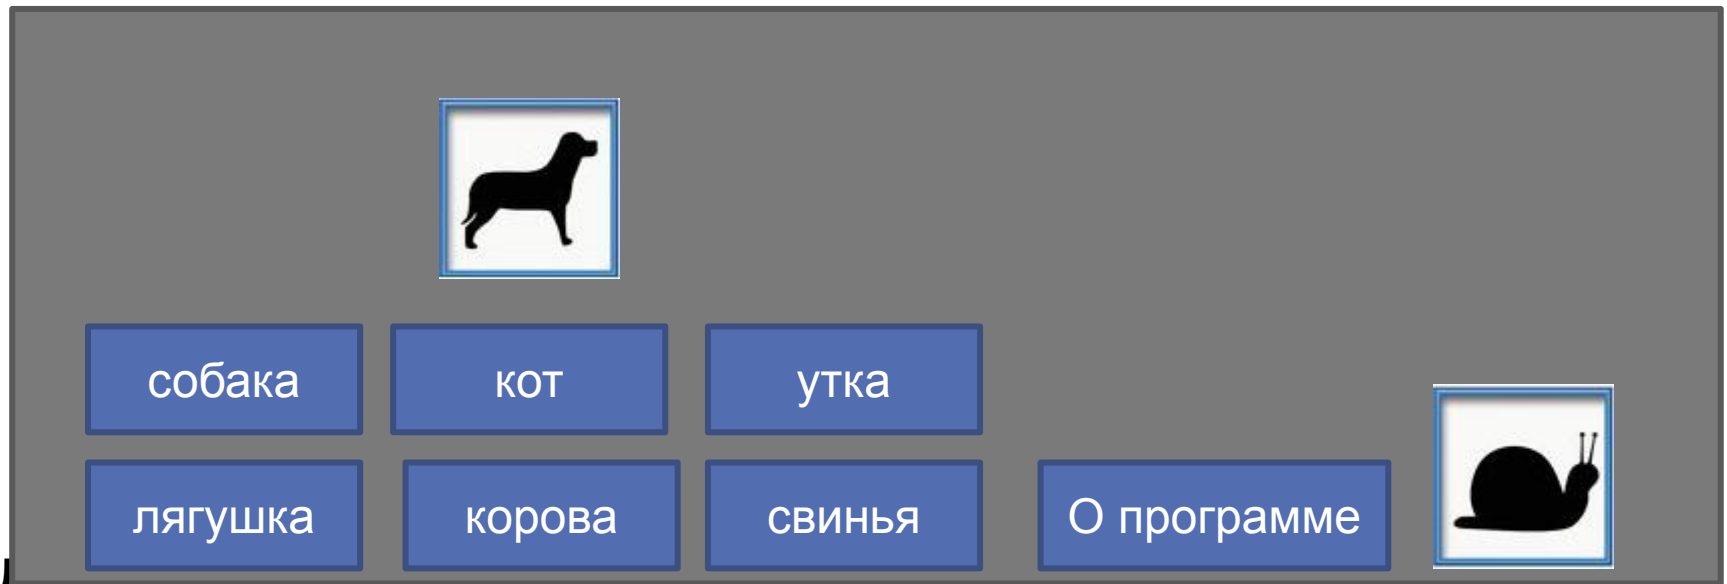 собака
кот
утка
лягушка
корова
свинья
О программе